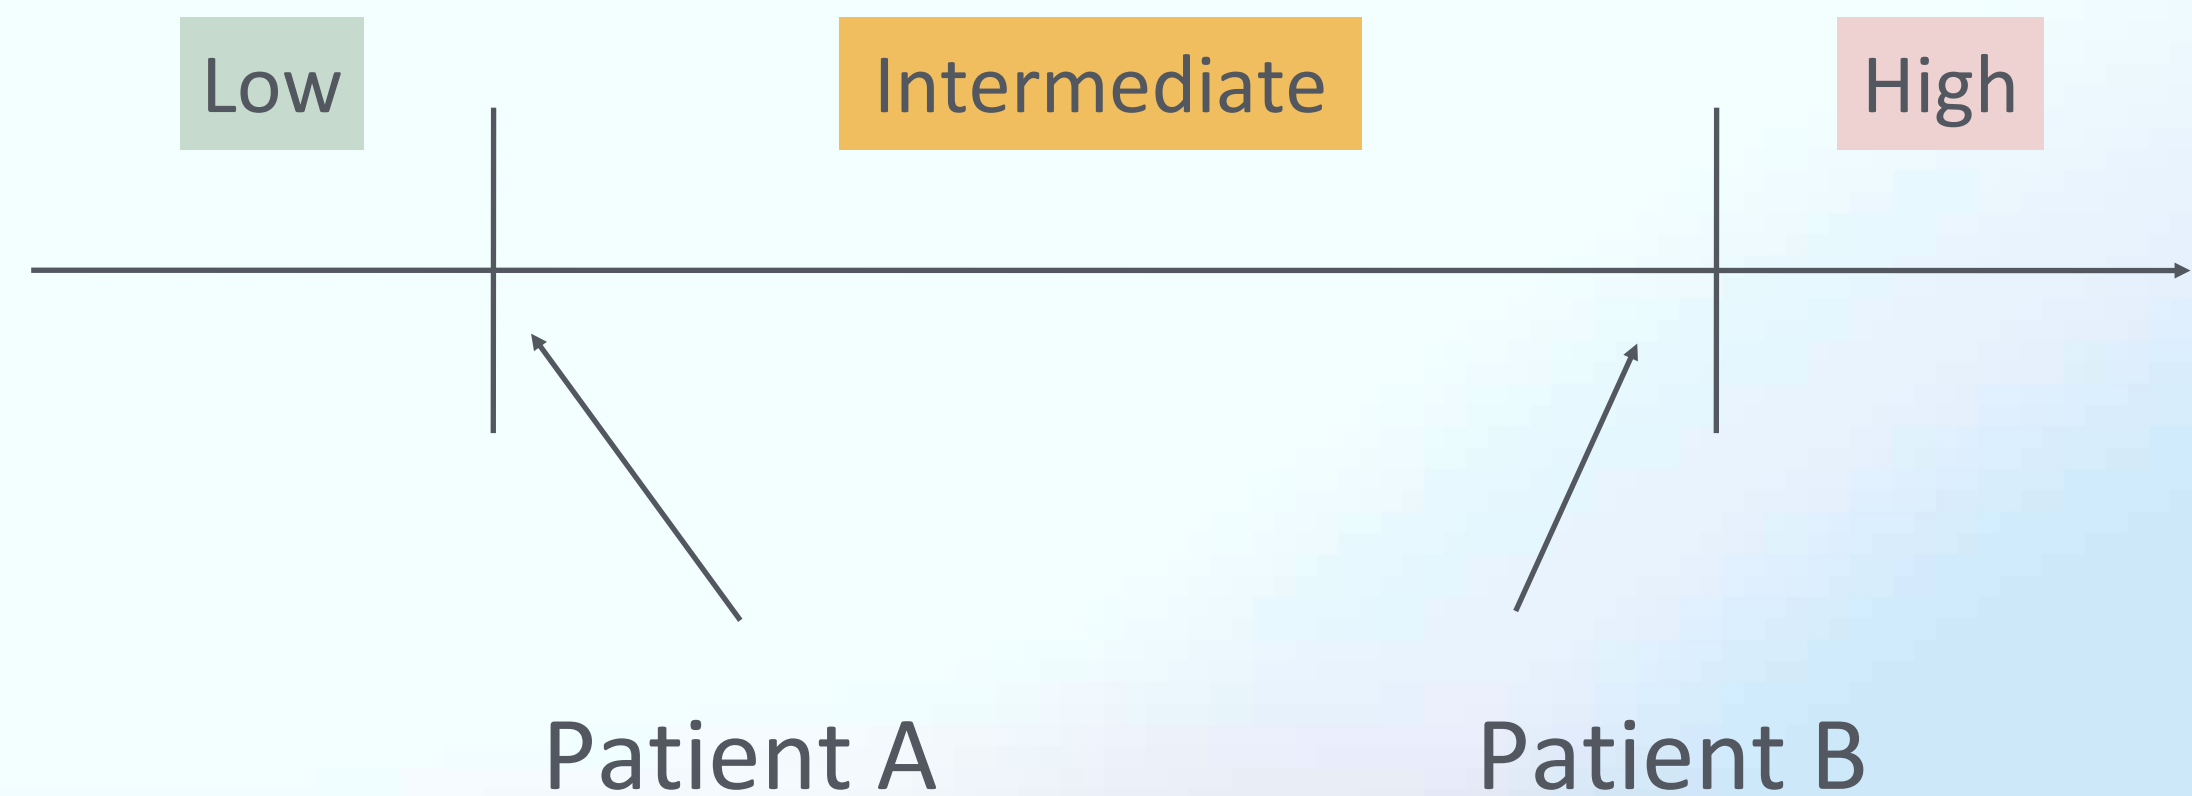 Low
Intermediate
High
Patient A
Patient B